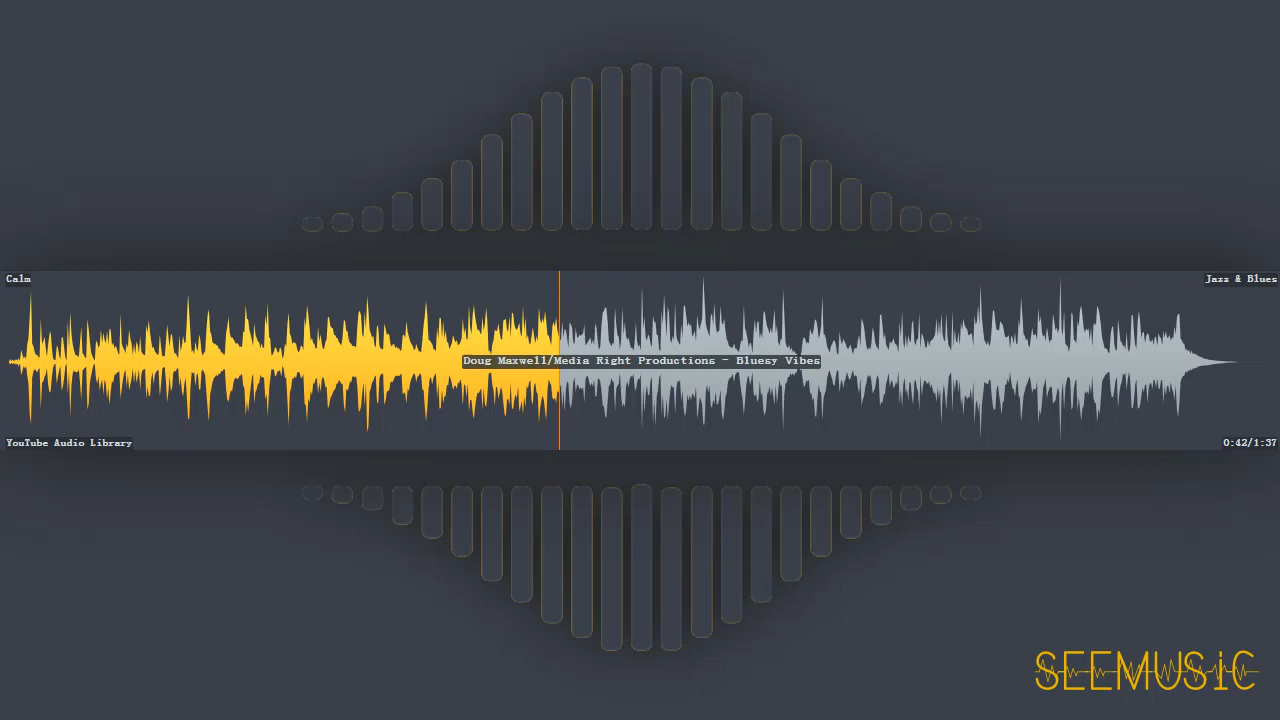 Calm
Jazz & Blues
Doug Maxwell/Media Right Productions - Bluesy Vibes
YouTube Audio Library
0:42/1:37
SEEMUSiC